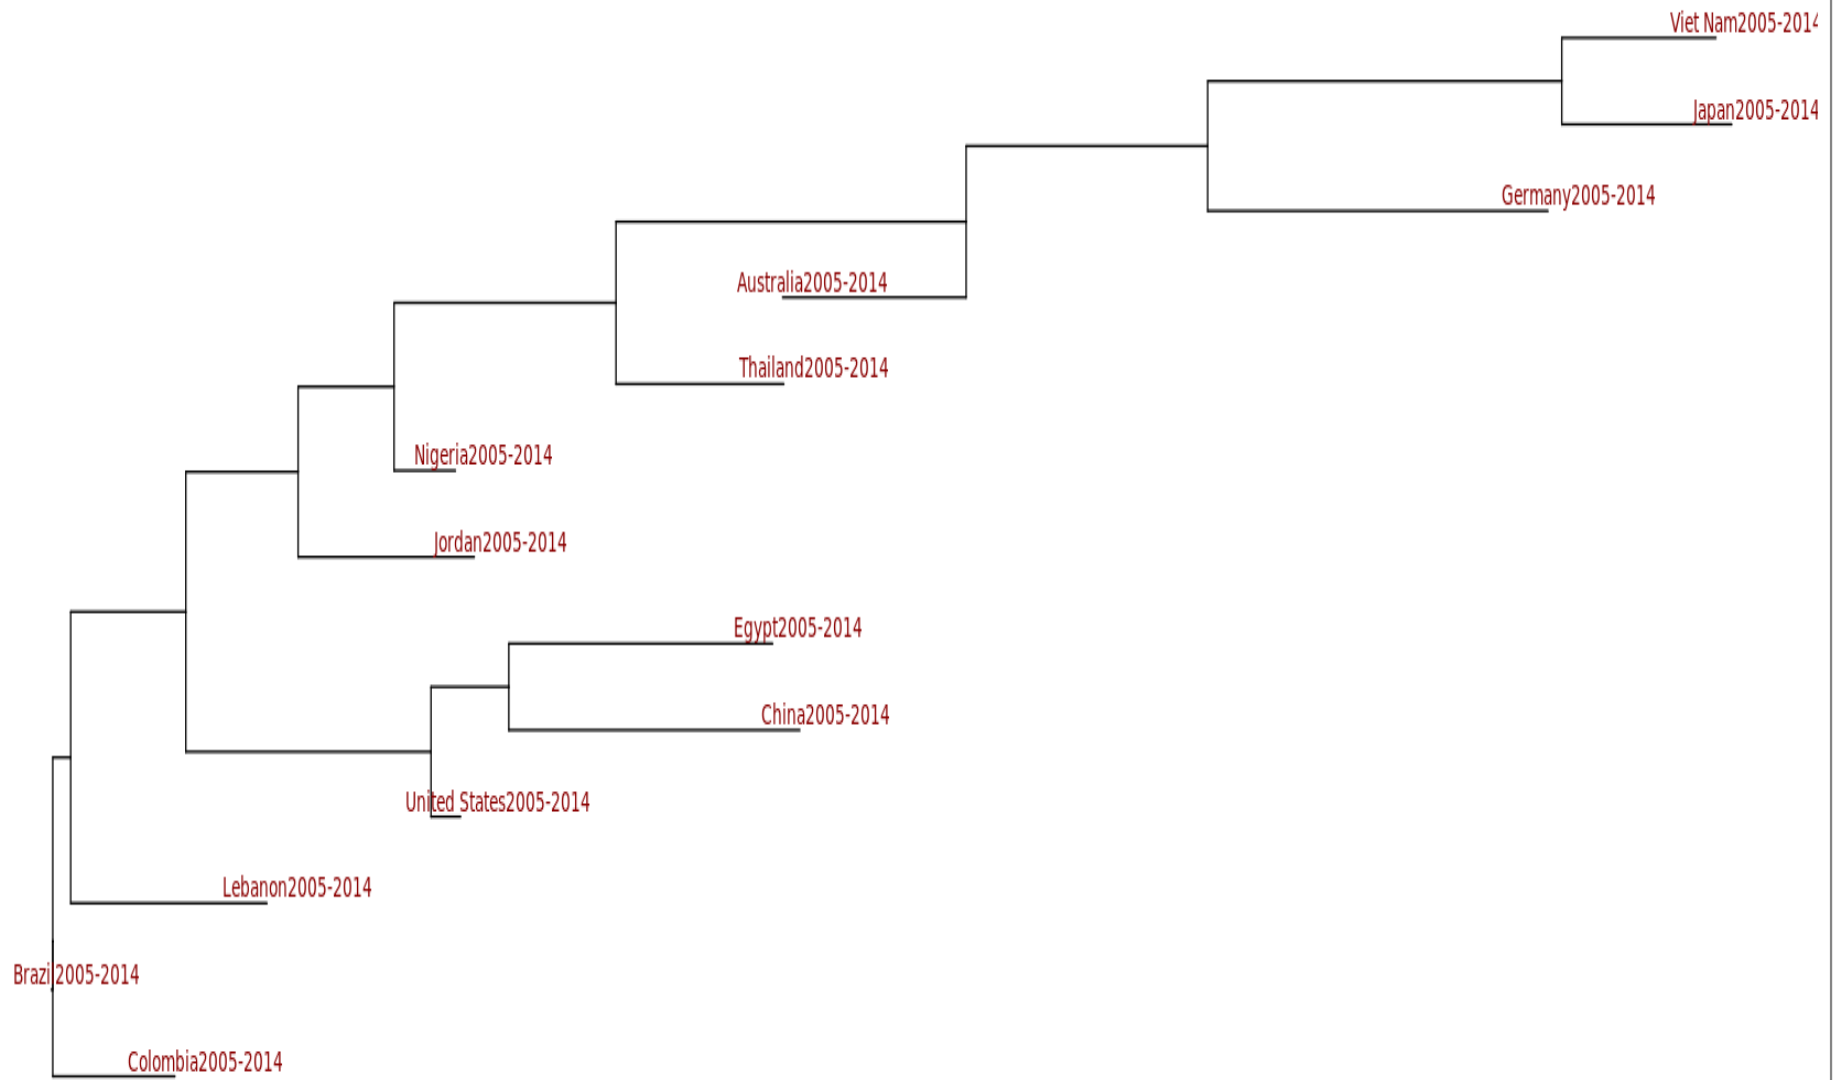 Viet Nam2005-2014
Japan2005-2014
Germany2005-2014
Australia2005-2014
Thailand2005-2014
Nigeria2005-2014
Jordan2005-2014
Egypt2005-2014
China2005-2014
United States2005-2014
Lebanon2005-2014
Brazil2005-2014
Colombia2005-2014